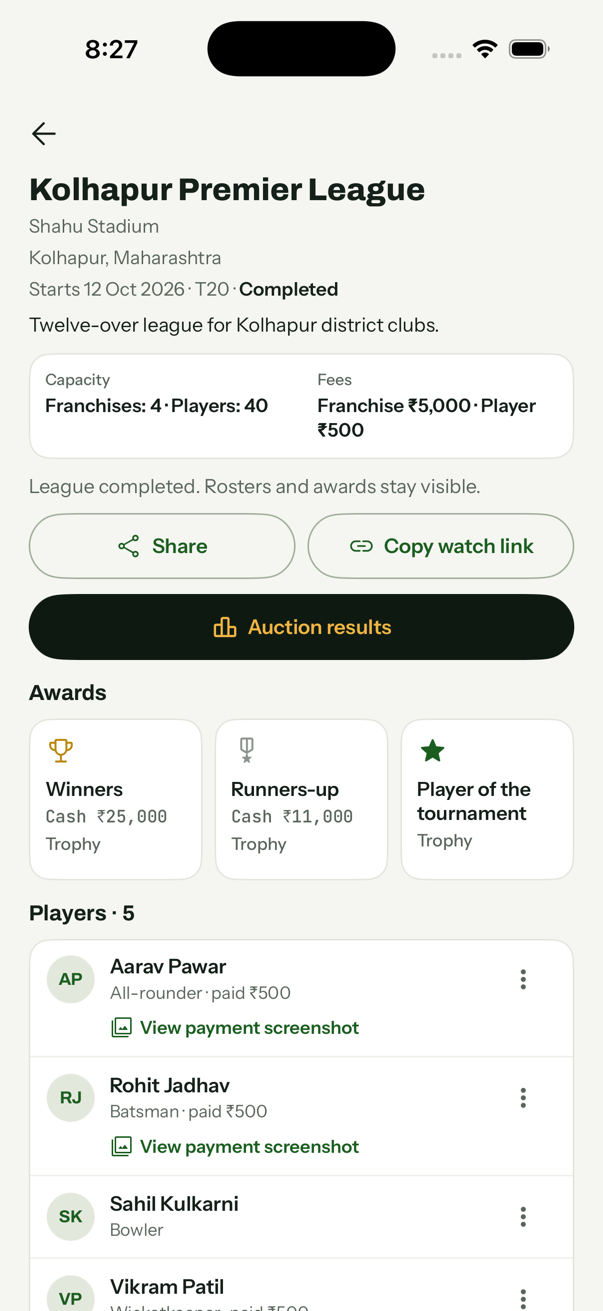 8:27
Kolhapur Premier League
Shahu Stadium
Kolhapur, Maharashtra
Starts 12 Oct 2026 · T20 · Completed
Twelve-over league for Kolhapur district clubs.
Capacity
Franchises: 4 · Players: 40
Fees
Franchise ₹5,000 · Player
₹500
League completed. Rosters and awards stay visible.
Share
Copy watch link
Auction results
Awards
Winners
Cash ₹25,000
Trophy
Runners-up
Cash ₹11,000
Trophy
Player of the
tournament
Trophy
Players · 5
AP
Aarav Pawar
All-rounder · paid ₹500
View payment screenshot
RJ
Rohit Jadhav
Batsman · paid ₹500
View payment screenshot
SK
Sahil Kulkarni
Bowler
VP
Vikram Patil
Wicketkeeper · paid ₹500